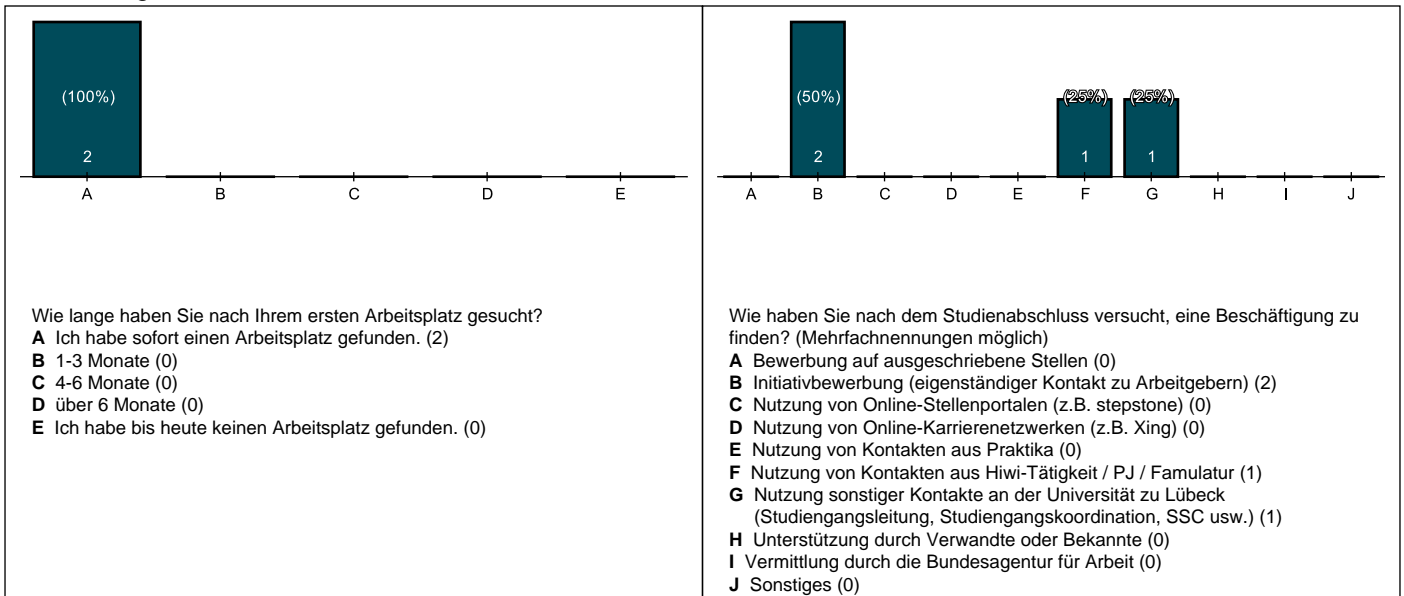 (100%)
2
A B C D E
Wie lange haben Sie nach Ihrem ersten Arbeitsplatz gesucht?
A Ich habe sofort einen Arbeitsplatz gefunden. (2)
B 1-3 Monate (0)
C 4-6 Monate (0)
D über 6 Monate (0)
E Ich habe bis heute keinen Arbeitsplatz gefunden. (0)
(50%) (25%) (25%)
2 1 1
A B C D E F G H I J
Wie haben Sie nach dem Studienabschluss versucht, eine Beschäftigung zu
finden? (Mehrfachnennungen möglich)
A Bewerbung auf ausgeschriebene Stellen (0)
B Initiativbewerbung (eigenständiger Kontakt zu Arbeitgebern) (2)
C Nutzung von Online-Stellenportalen (z.B. stepstone) (0)
D Nutzung von Online-Karrierenetzwerken (z.B. Xing) (0)
E Nutzung von Kontakten aus Praktika (0)
F Nutzung von Kontakten aus Hiwi-Tätigkeit / PJ / Famulatur (1)
G Nutzung sonstiger Kontakte an der Universität zu Lübeck
(Studiengangsleitung, Studiengangskoordination, SSC usw.) (1)
H Unterstützung durch Verwandte oder Bekannte (0)
I Vermittlung durch die Bundesagentur für Arbeit (0)
J Sonstiges (0)